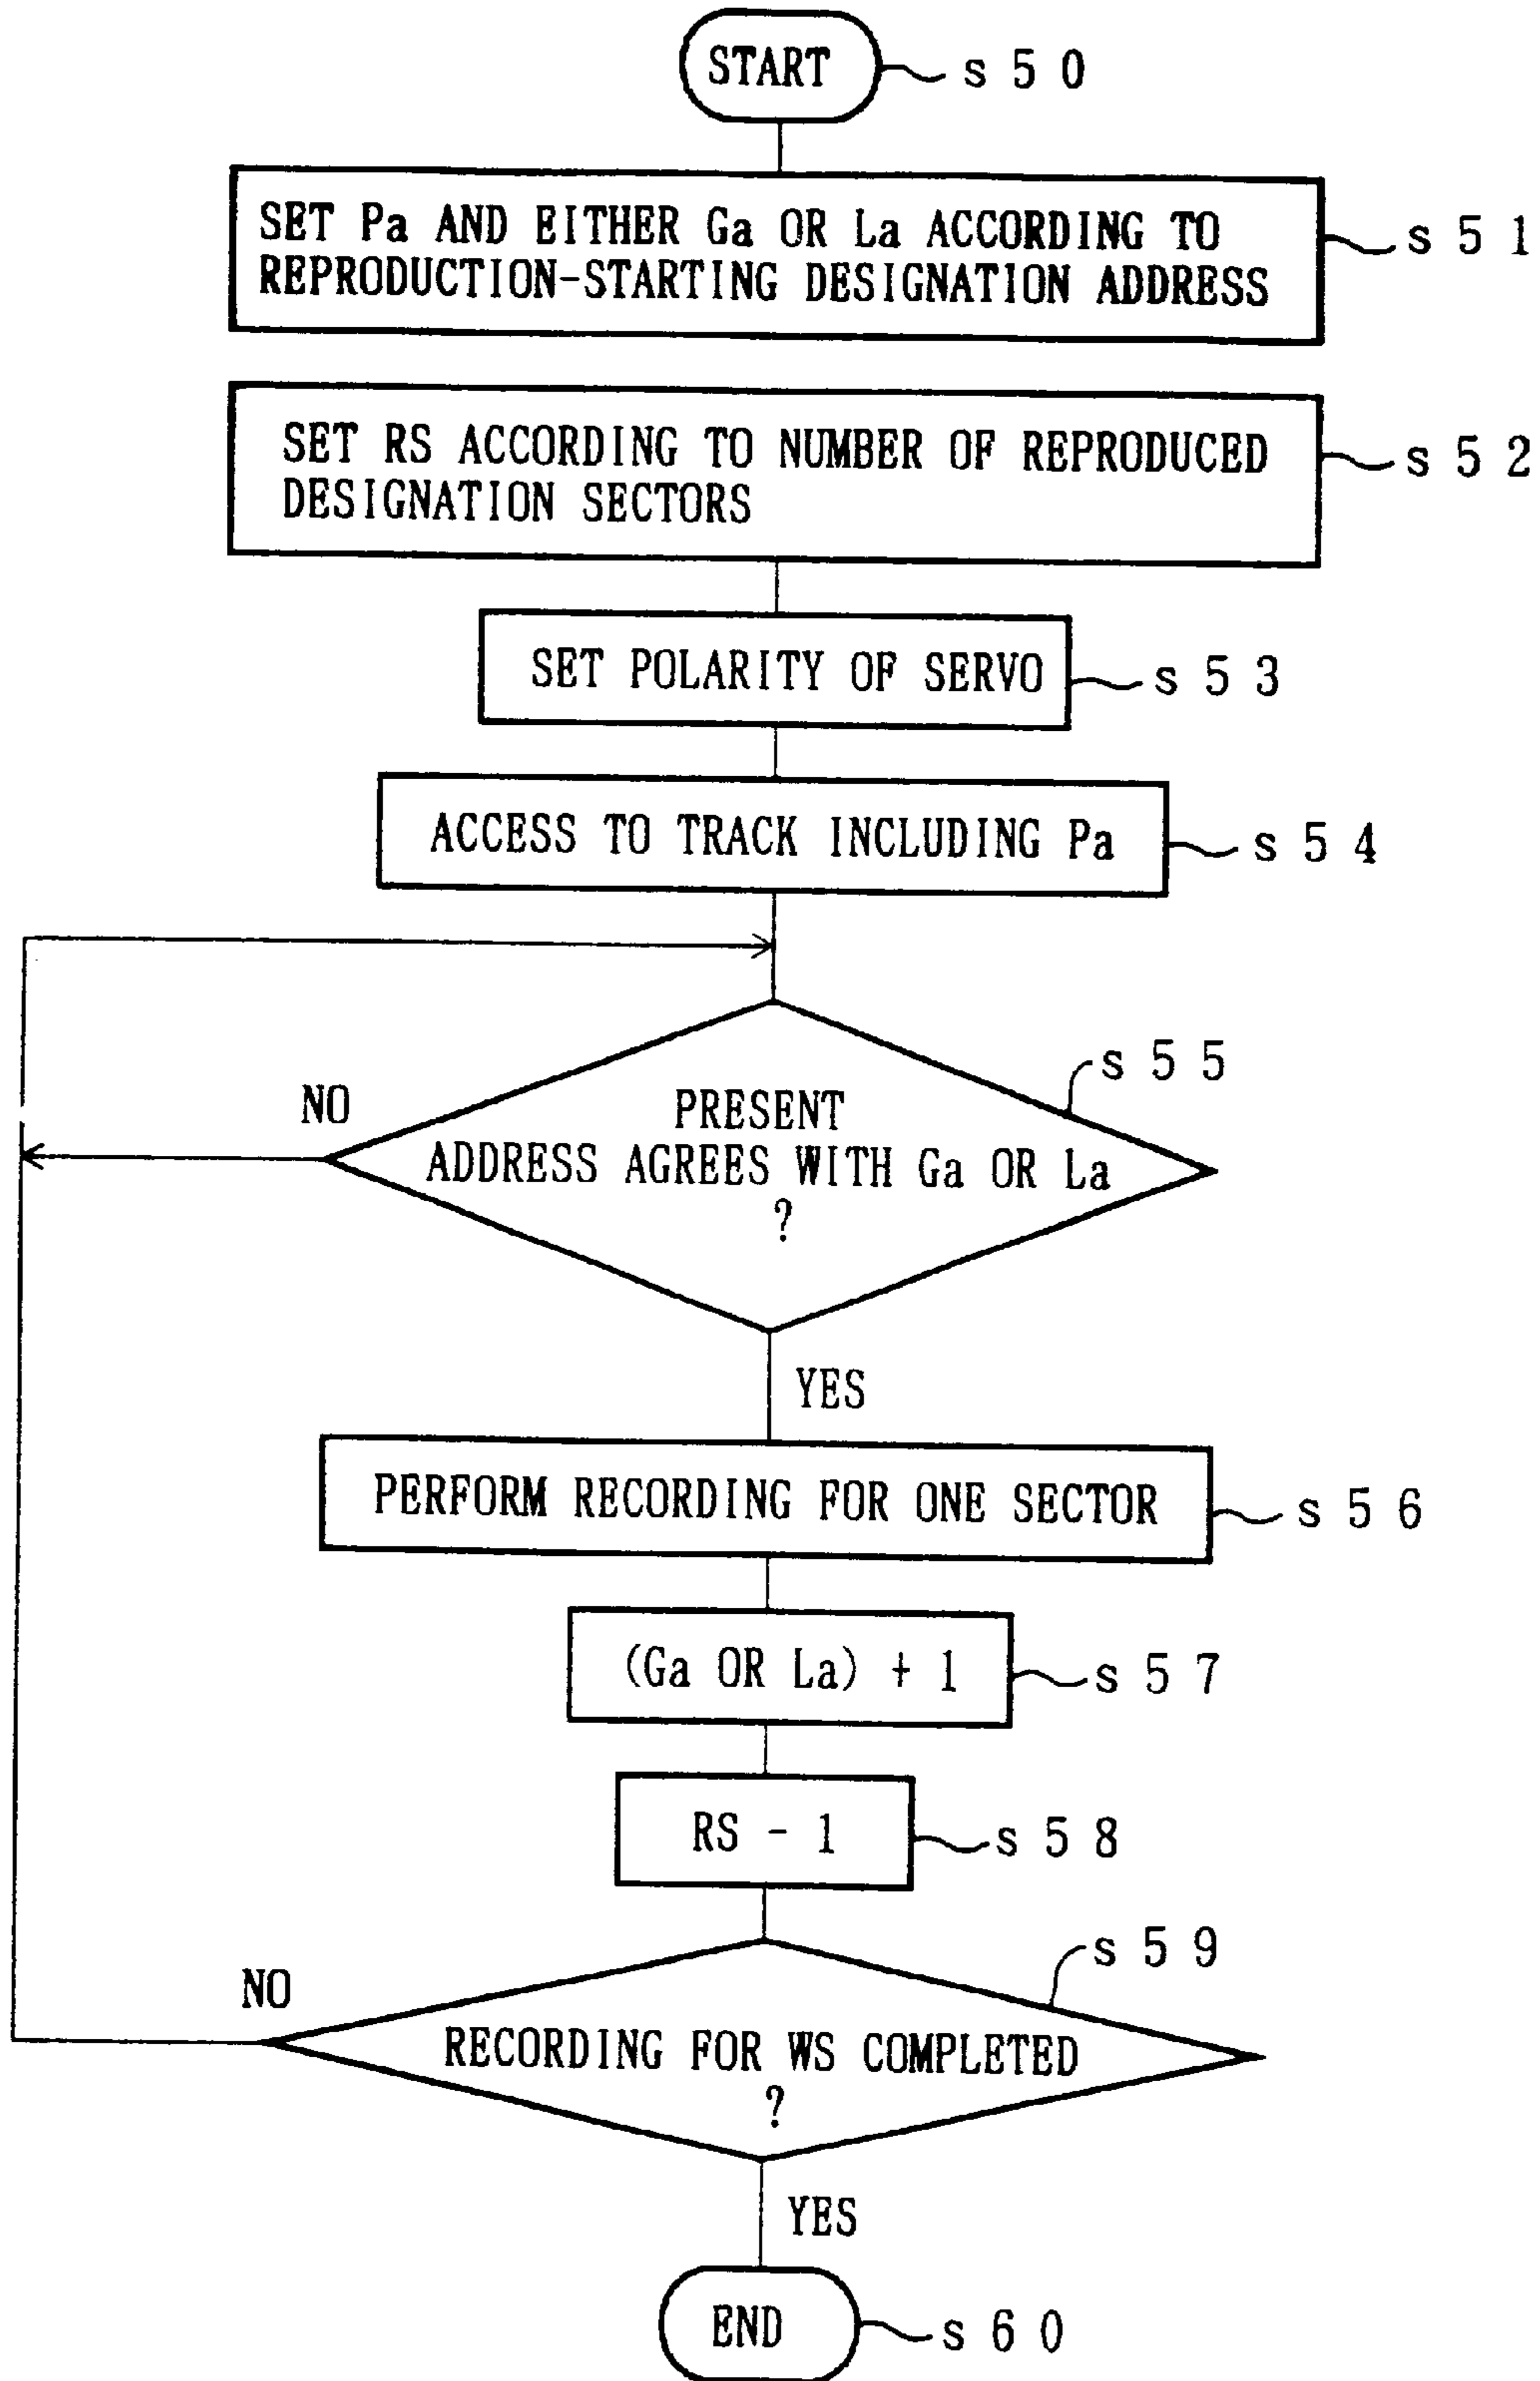 START
s 5 0
SET Pa AND EITHER Ga OR La ACCORDING TO
REPRODUCTION-STARTING DESIGNATION ADDRESS
s 5 1
SET RS ACCORDING TO NUMBER OF REPRODUCED
DESIGNATION SECTORS
s 5 2
SET POLARITY OF SERVO
s 5 3
ACCESS TO TRACK INCLUDING Pa
s 5 4
s 5 5
NO
PRESENT
ADDRESS AGREES WITH Ga OR La
?
YES
PERFORM RECORDING FOR ONE SECTOR
s 5 6
(Ga OR La) + 1
s 5 7
RS - 1
s 5 8
s 5 9
NO
RECORDING FOR WS COMPLETED
?
YES
END
s 6 0